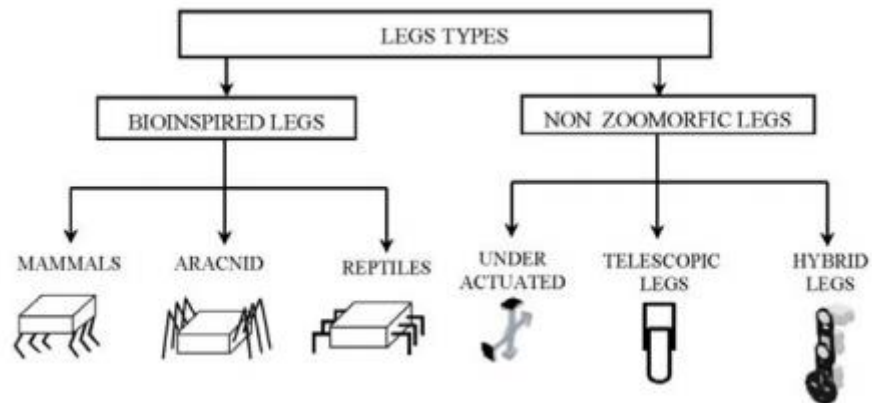 LEGS TYPES
BIOINSPIRED LEGS
NON ZOOMORFIC LEGS
MAMMALS
ARACNID
REPTILES
UNDER
ACTUATED
TELESCOPIC
LEGS
HYBRID
LEGS